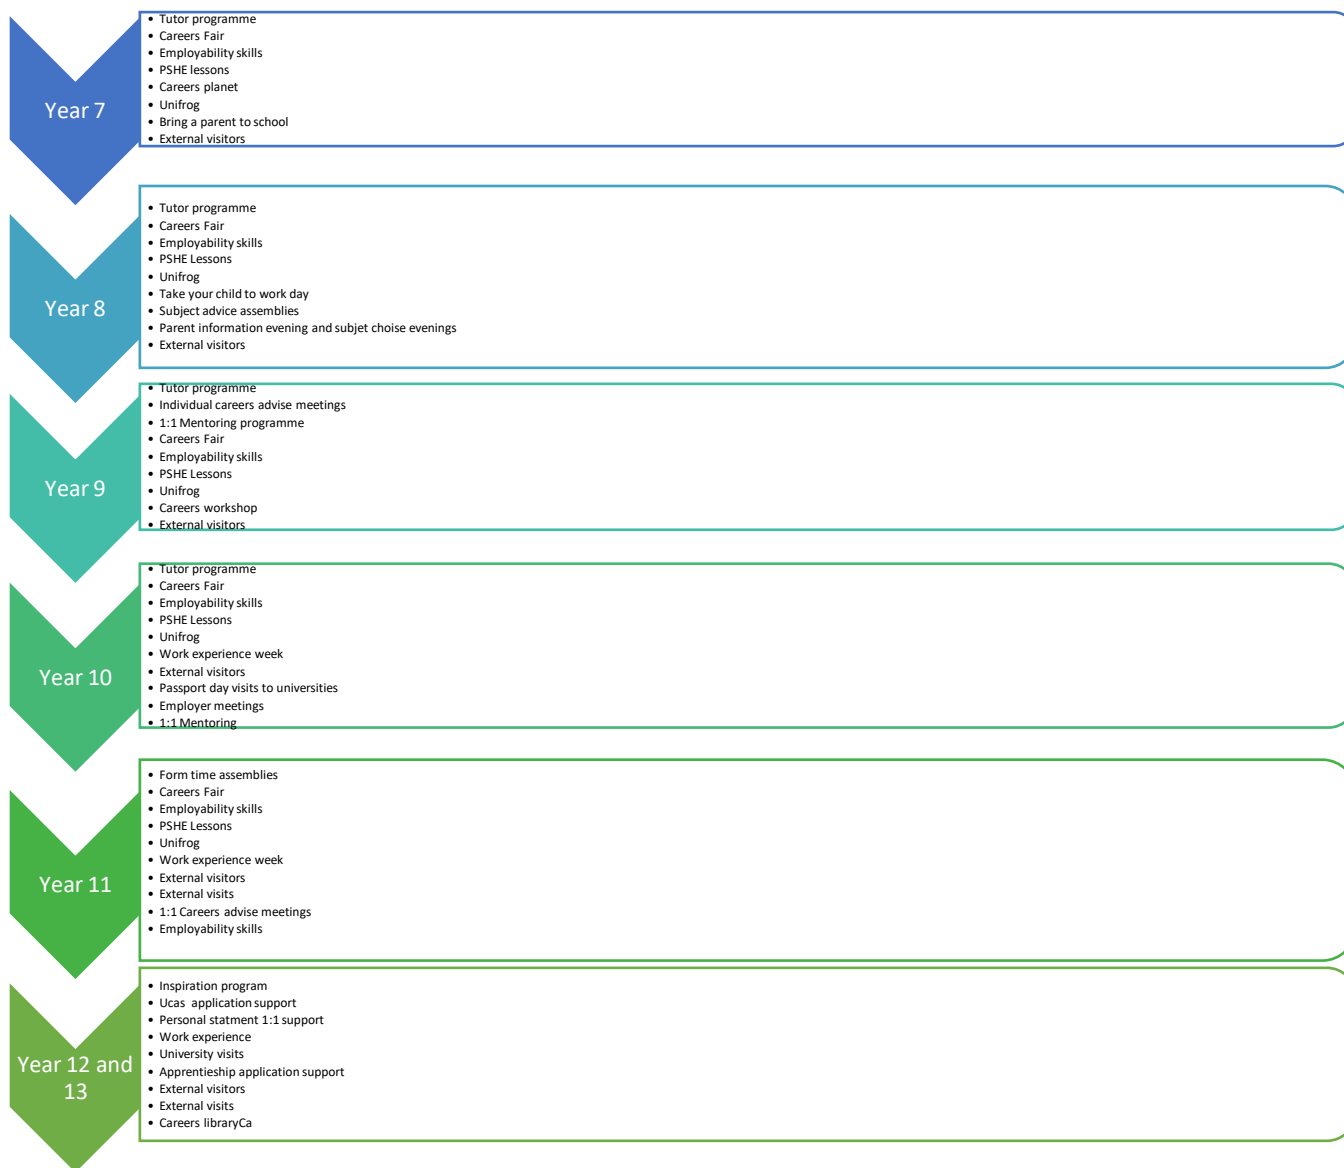 Year 7
• Tutor programme
• Careers Fair
• Employability skills
• PSHE lessons
• Careers planet
• Unifrog
• Bring a parent to school
• External visitors
Year 8
• Tutor programme
• Careers Fair
• Employability skills
• PSHE Lessons
• Unifrog
• Take your child to work day
• Subject advice assemblies
• Parent information evening and subjet choise evenings
• External visitors
Year 9
• Tutor programme
• Individual careers advise meetings
• 1:1 Mentoring programme
• Careers Fair
• Employability skills
• PSHE Lessons
• Unifrog
• Careers workshop
• External visitors
Year 10
• Tutor programme
• Careers Fair
• Employability skills
• PSHE Lessons
• Unifrog
• Work experience week
• External visitors
• Passport day visits to universities
• Employer meetings
• 1:1 Mentoring
Year 11
• Form time assemblies
• Careers Fair
• Employability skills
• PSHE Lessons
• Unifrog
• Work experience week
• External visitors
• External visits
• 1:1 Careers advise meetings
• Employability skills
Year 12 and
13
• Inspiration program
• Ucas application support
• Personal statment 1:1 support
• Work experience
• University visits
• Apprentieship application support
• External visitors
• External visits
• Careers libraryCa